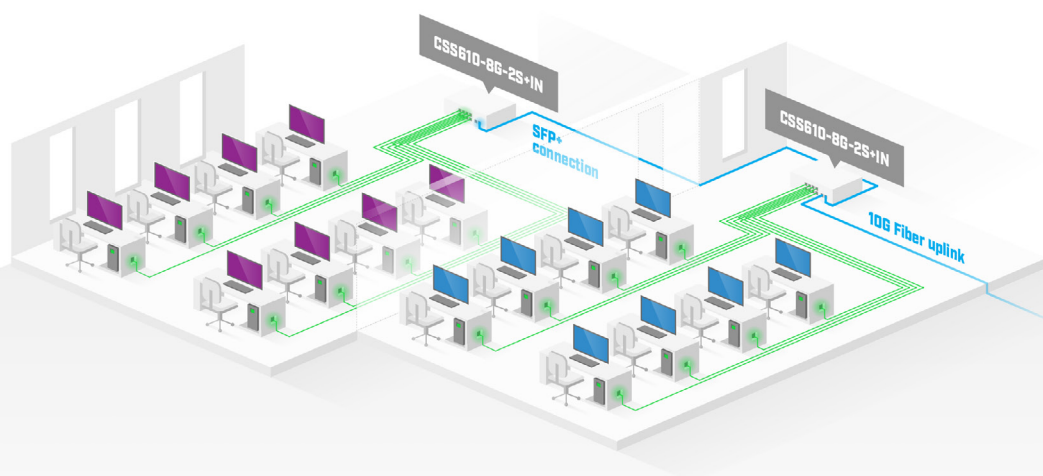 CSS610-8G-2S+IN
CSS610-8G-2S+IN
SFP+
connection
10G Fiber uplink